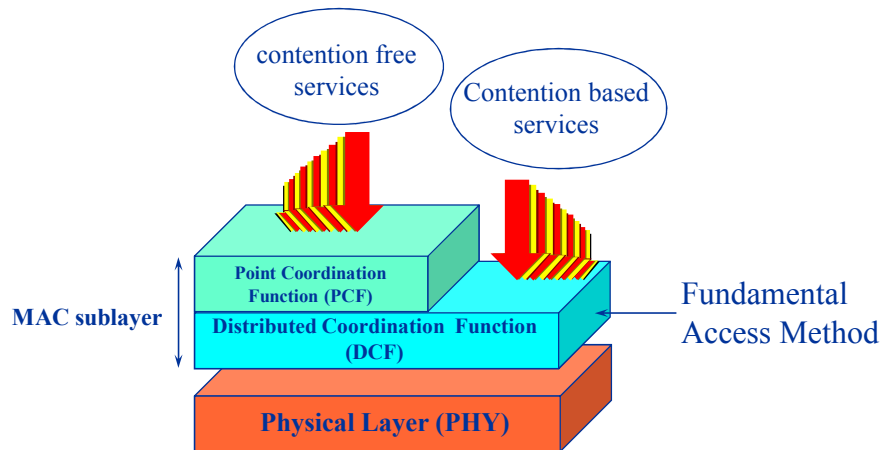 contention free
services
Contention based
services
Point Coordination
Function (PCF)
MAC sublayer
Distributed Coordination Function
(DCF)
Fundamental
Access Method
Physical Layer (PHY)